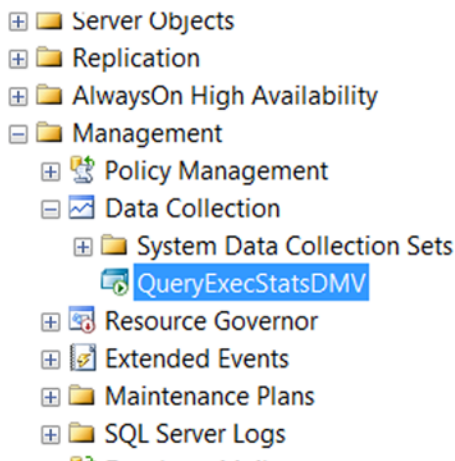 Server Objects
Replication
AlwaysOn High Availability
Management
Policy Management
Data Collection
System Data Collection Sets
QueryExecStatsDMV
Resource Governor
Extended Events
Maintenance Plans
SQL Server Logs